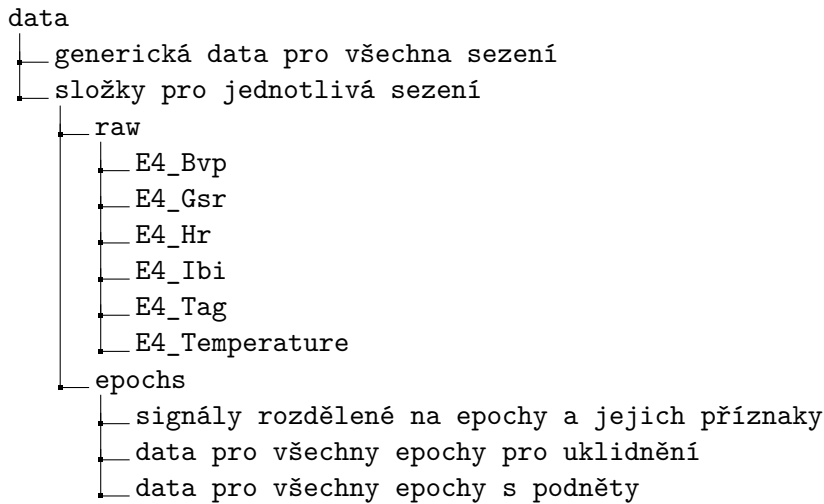 data
generická data pro všechna sezení
složky pro jednotlivá sezení
raw
E4_Bvp
E4_Gsr
E4_Hr
E4_Ibi
E4_Tag
E4_Temperature
epochs
signály rozdělené na epochy a jejich příznaky
data pro všechny epochy pro uklidnění
data pro všechny epochy s podněty